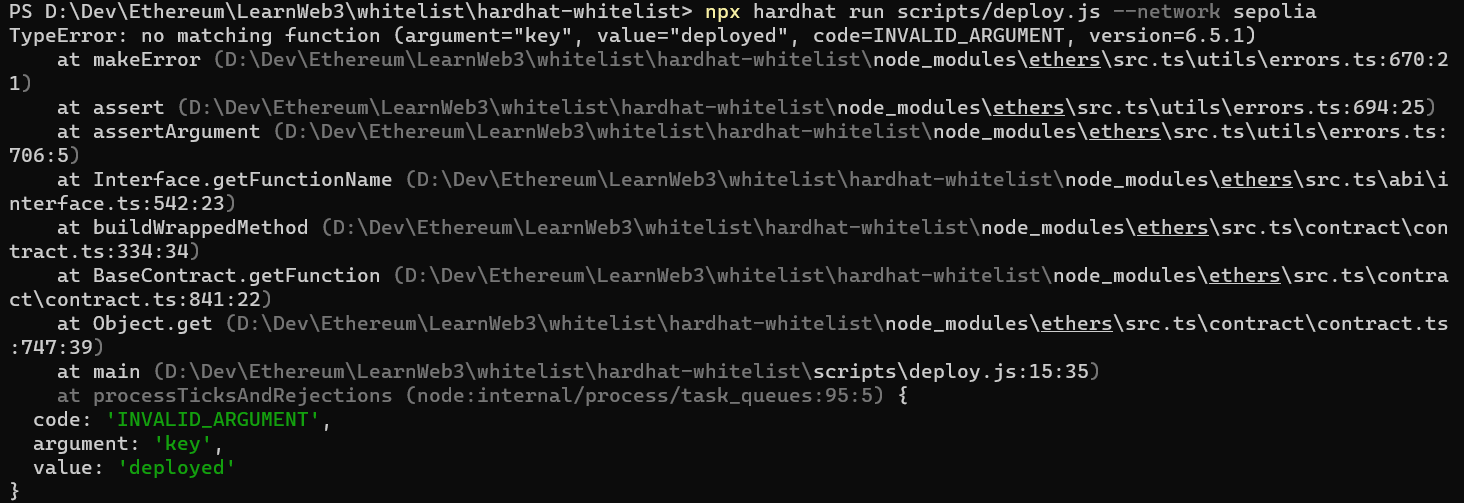 PS D:\Dev\Ethereum\LearnWeb3\whitelist\hardhat-whitelist> npx hardhat run scripts/deploy.js --network sepolia
TypeError: no matching function (argument="key", value="deployed", code=INVALID_ARGUMENT, version=6.5.1)
    at makeError (D:\Dev\Ethereum\LearnWeb3\whitelist\hardhat-whitelist\node_modules\ethers\src.ts\utils\errors.ts:670:2
1)
    at assert (D:\Dev\Ethereum\LearnWeb3\whitelist\hardhat-whitelist\node_modules\ethers\src.ts\utils\errors.ts:694:25)
    at assertArgument (D:\Dev\Ethereum\LearnWeb3\whitelist\hardhat-whitelist\node_modules\ethers\src.ts\utils\errors.ts:
706:5)
    at Interface.getFunctionName (D:\Dev\Ethereum\LearnWeb3\whitelist\hardhat-whitelist\node_modules\ethers\src.ts\abi\i
nterface.ts:542:23)
    at buildWrappedMethod (D:\Dev\Ethereum\LearnWeb3\whitelist\hardhat-whitelist\node_modules\ethers\src.ts\contract\con
tract.ts:334:34)
    at BaseContract.getFunction (D:\Dev\Ethereum\LearnWeb3\whitelist\hardhat-whitelist\node_modules\ethers\src.ts\contra
ct\contract.ts:841:22)
    at Object.get (D:\Dev\Ethereum\LearnWeb3\whitelist\hardhat-whitelist\node_modules\ethers\src.ts\contract\contract.ts
:747:39)
    at main (D:\Dev\Ethereum\LearnWeb3\whitelist\hardhat-whitelist\scripts\deploy.js:15:35)
    at processTicksAndRejections (node:internal/process/task_queues:95:5) {
  code: 'INVALID_ARGUMENT',
  argument: 'key',
  value: 'deployed'
}